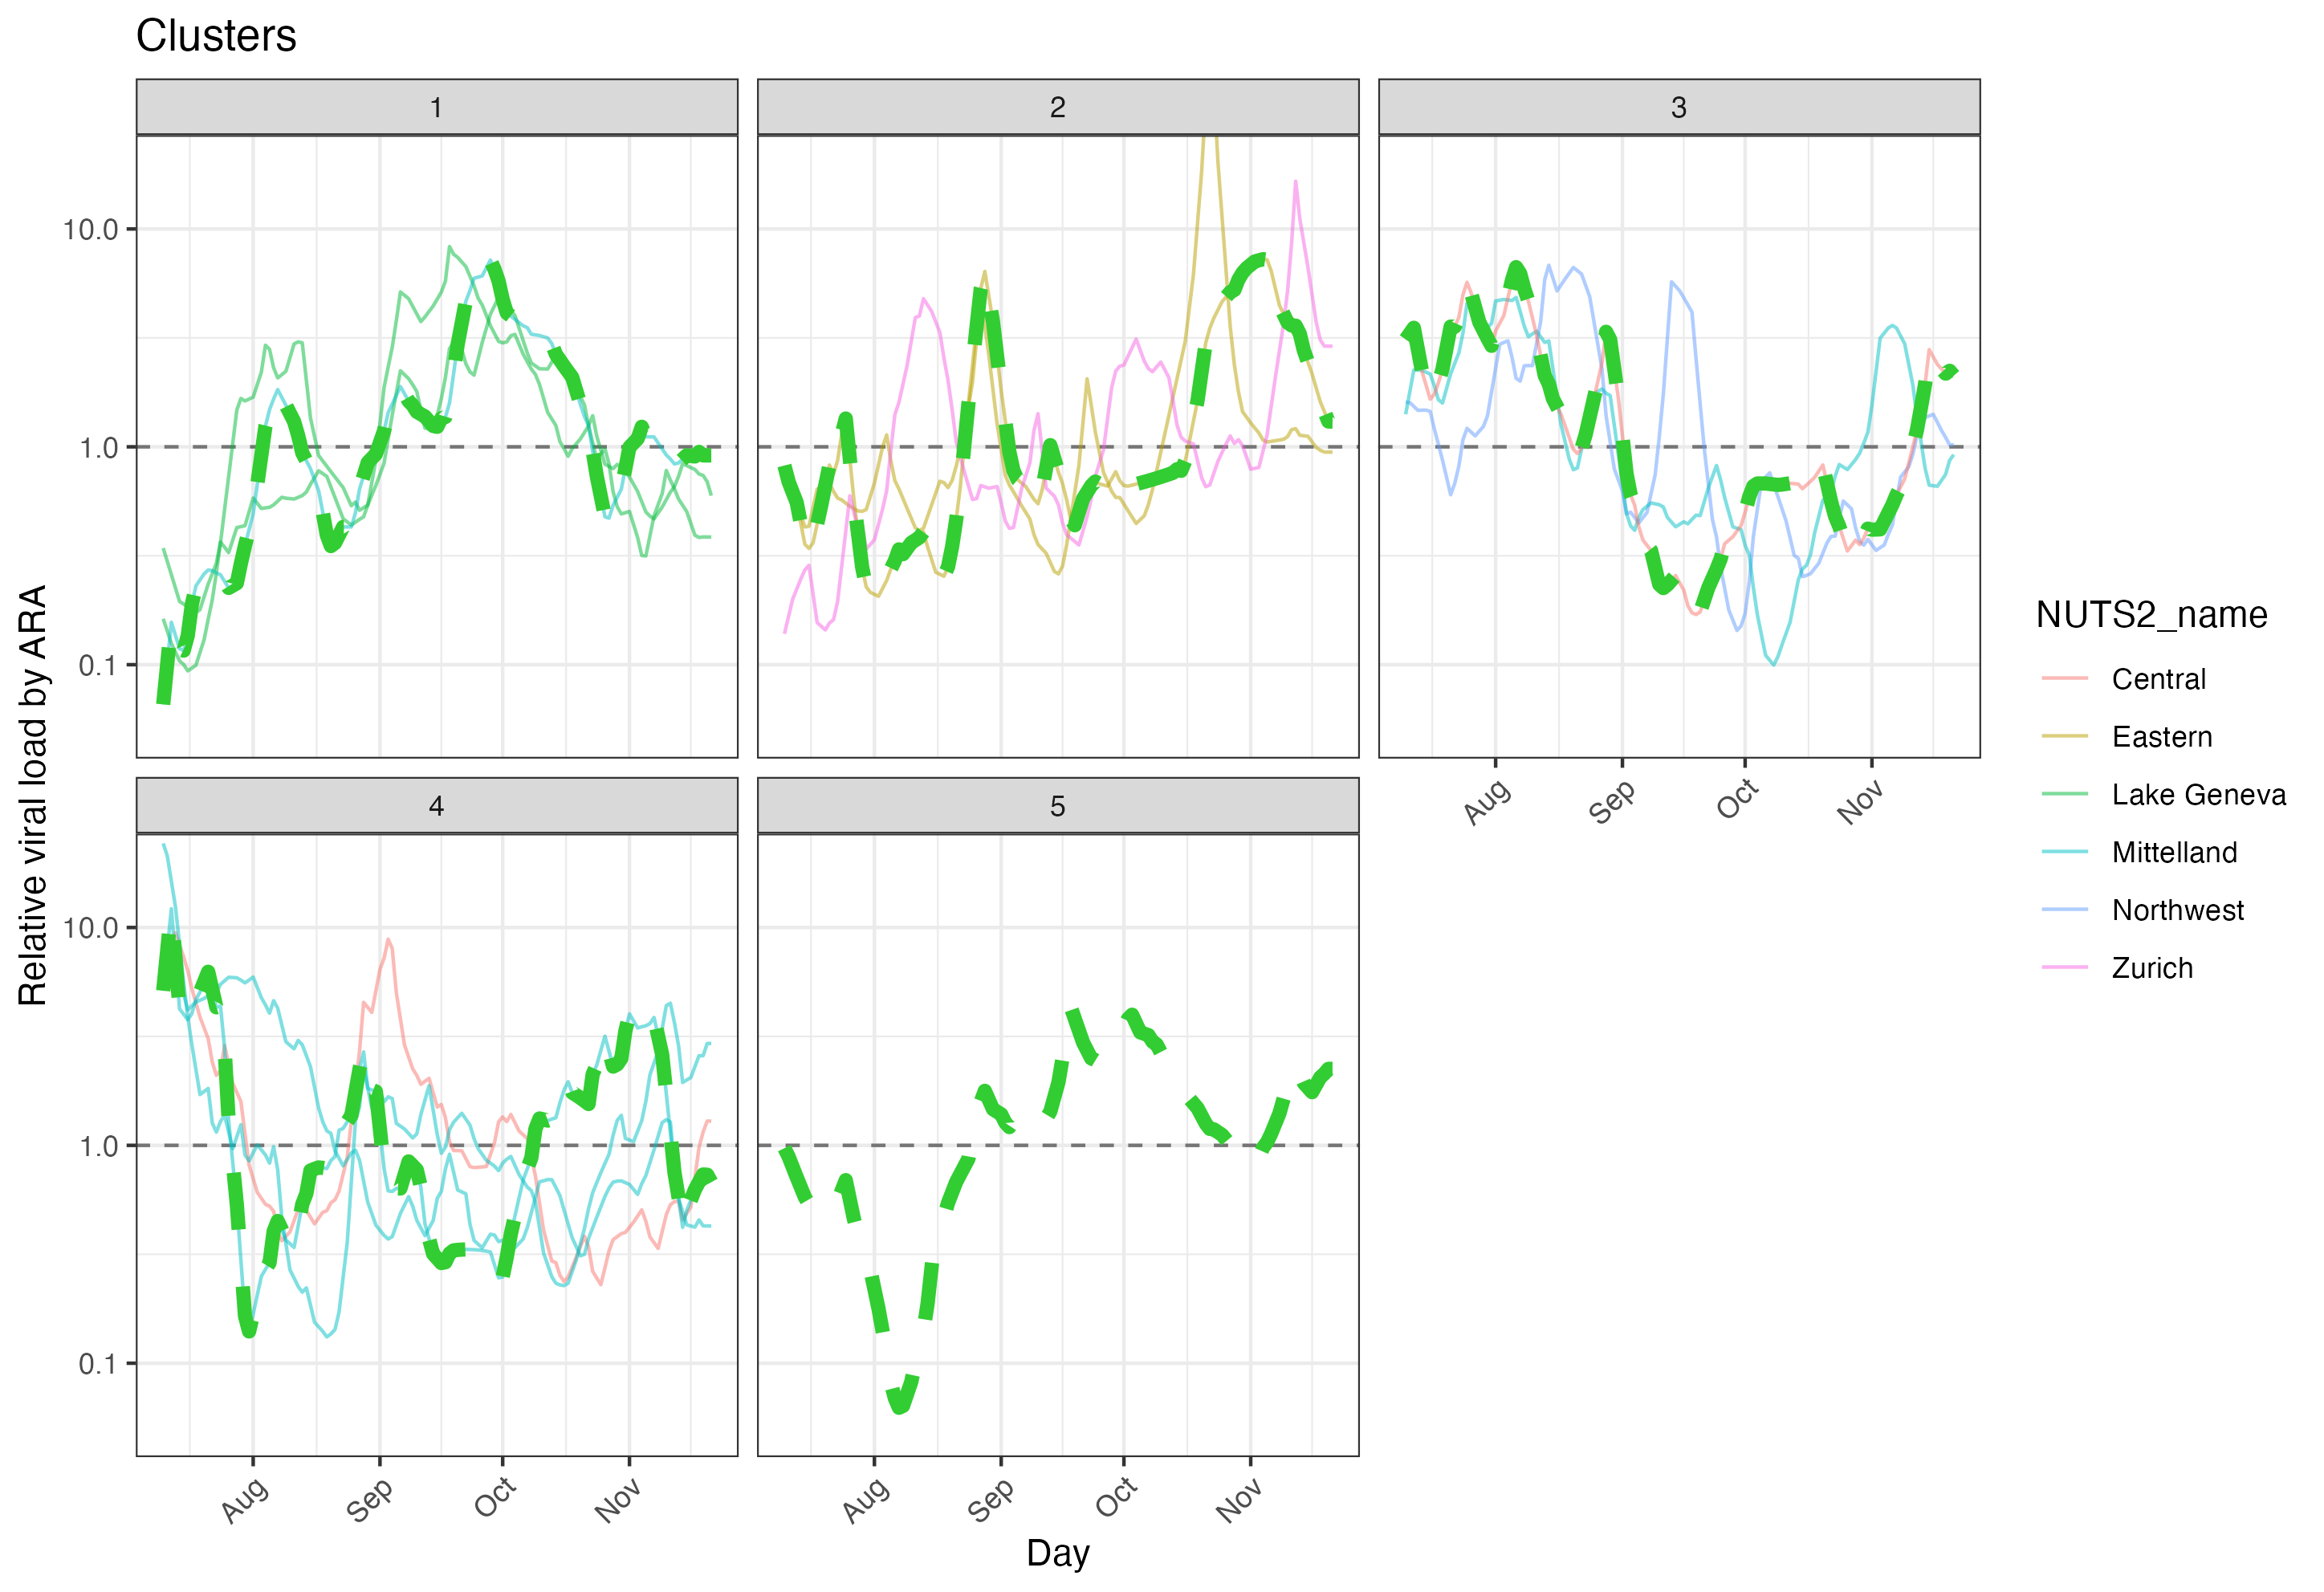 Clusters
1
2
3
10.0
1.0
0.1
Aug
Sep
Oct
Nov
4
5
10.0
1.0
0.1
Aug
Sep
Oct
Nov
Aug
Sep
Oct
Nov
Day
Relative viral load by ARA
NUTS2_name
Central
Eastern
Lake Geneva
Mittelland
Northwest
Zurich